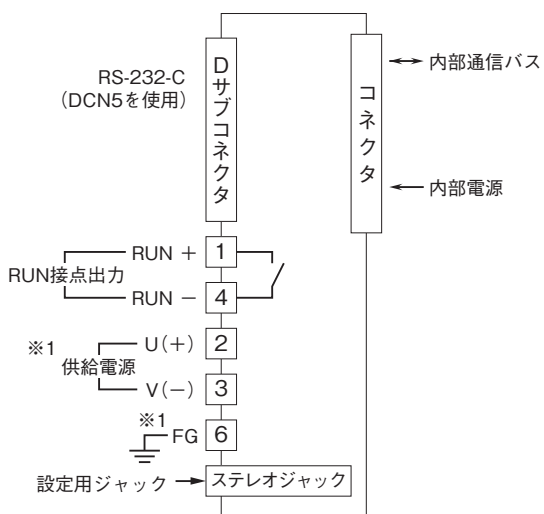 RS-232-C
（DCN5を使用）
Dサブコネクタ
コネクタ
内部通信バス
内部電源
RUN接点出力
RUN ＋
1
RUN －
4
※1
供給電源
U(＋)
2
V(－)
3
※1
FG
6
設定用ジャック
ステレオジャック